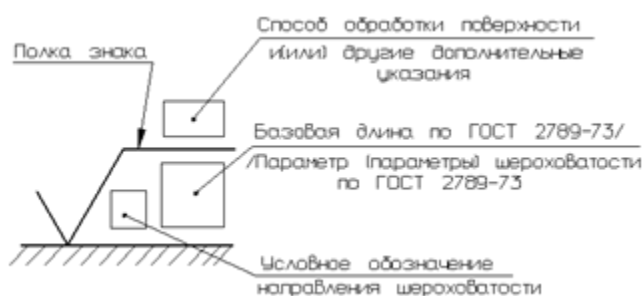 Способ обработки поверхности
и(или) другие дополнительные
указания
Полка знака
Базовая длина по ГОСТ 2789-73/
/Параметр (параметры) шероховатости
по ГОСТ 2789-73
Условное обозначение
направления шероховатости